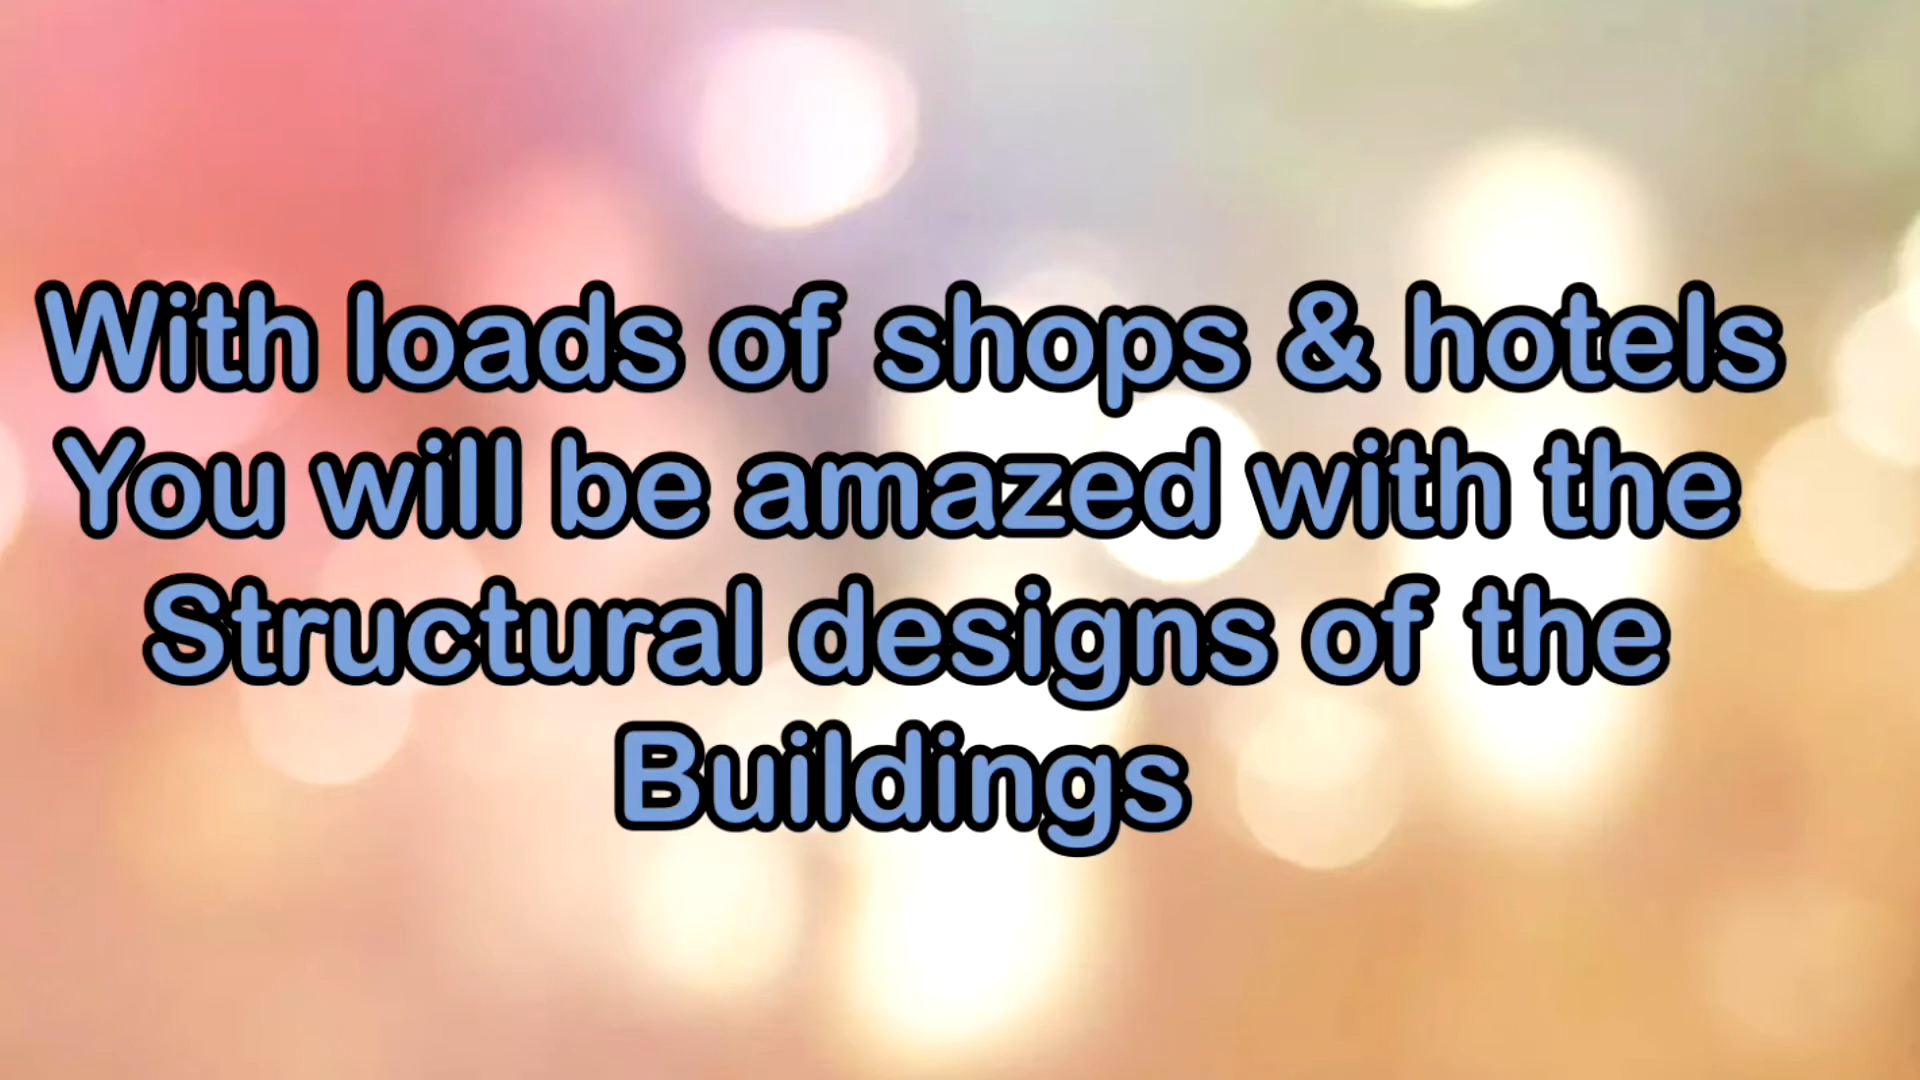 With loads of shops & hotels
You will be amazed with the
Structural designs of the
Buildings